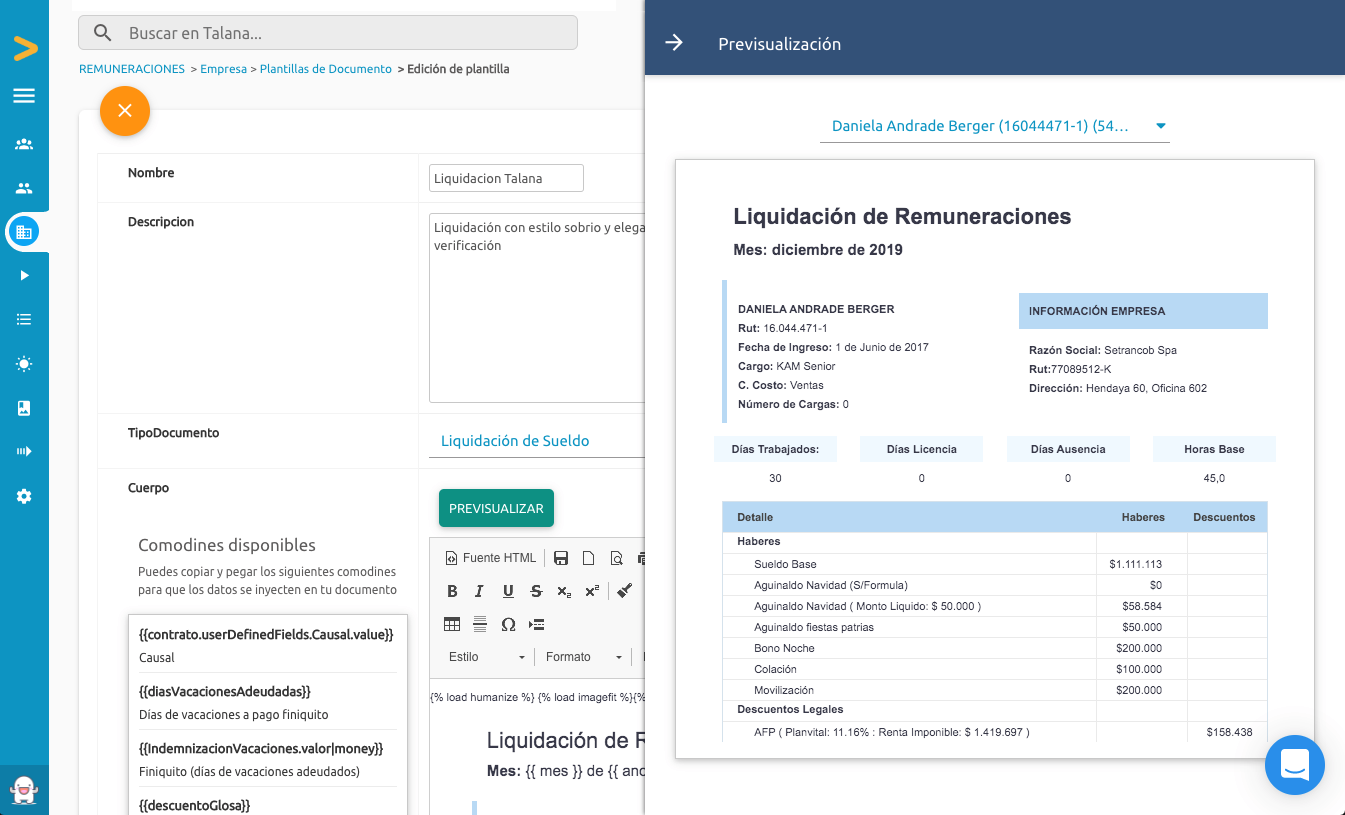 Buscar en Talana...
REMUNERACIONES > Empresa > Plantillas de Documento > Edición de plantilla
Nombre
Liquidacion Talana
Descripcion
Liquidación con estilo sobrio y elega
verificación
TipoDocumento
Liquidación de Sueldo
Cuerpo
PREVISUALIZAR
Comodines disponibles
Puedes copiar y pegar los siguientes comodines
para que los datos se inyecten en tu documento
{{contrato.userDefinedFields.Causal.value}}
Causal
{{diasVacacionesAdeudadas}}
Días de vacaciones a pago finiquito
{{IndemnizacionVacaciones.valor|money}}
Finiquito (días de vacaciones adeudados)
{{descuentoGlosa}}
Fuente HTML
B I U S x₂ x²
Ω
Estilo Formato
{% load humanize %} {% load imagefit %}{%
Liquidación de R
Mes: {{ mes }} de {{ ano
Previsualización
Daniela Andrade Berger (16044471-1) (54...
Liquidación de Remuneraciones
Mes: diciembre de 2019
DANIELA ANDRADE BERGER
Rut: 16.044.471-1
Fecha de Ingreso: 1 de Junio de 2017
Cargo: KAM Senior
C. Costo: Ventas
Número de Cargas: 0
INFORMACIÓN EMPRESA
Razón Social: Setrancob Spa
Rut:77089512-K
Dirección: Hendaya 60, Oficina 602
Días Trabajados: Días Licencia Días Ausencia Horas Base
30 0 0 45,0
Detalle Haberes Descuentos
Haberes
Sueldo Base $1.111.113
Aguinaldo Navidad (S/Formula) $0
Aguinaldo Navidad ( Monto Liquido: $ 50.000 ) $58.584
Aguinaldo fiestas patrias $50.000
Bono Noche $200.000
Colación $100.000
Movilización $200.000
Descuentos Legales
AFP ( Planvital: 11.16% : Renta Imponible: $ 1.419.697 ) $158.438